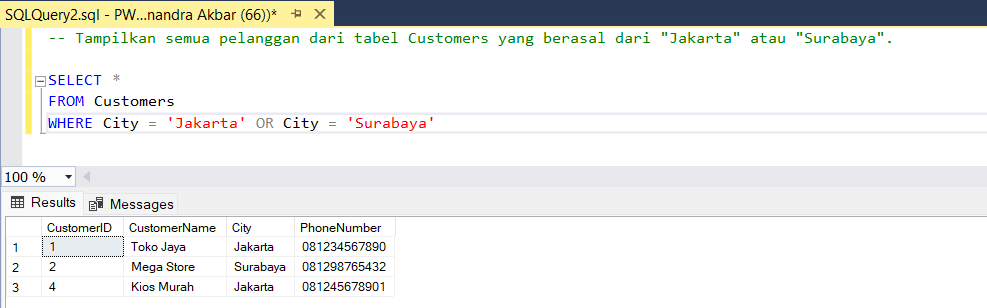 SQLQuery2.sql - PW...nandra Akbar (66))*
-- Tampilkan semua pelanggan dari tabel Customers yang berasal dari "Jakarta" atau "Surabaya".
SELECT *
FROM Customers
WHERE City = 'Jakarta' OR City = 'Surabaya'
100 %
Results Messages
CustomerID CustomerName City PhoneNumber
1 1 Toko Jaya Jakarta 081234567890
2 2 Mega Store Surabaya 081298765432
3 4 Kios Murah Jakarta 081245678901